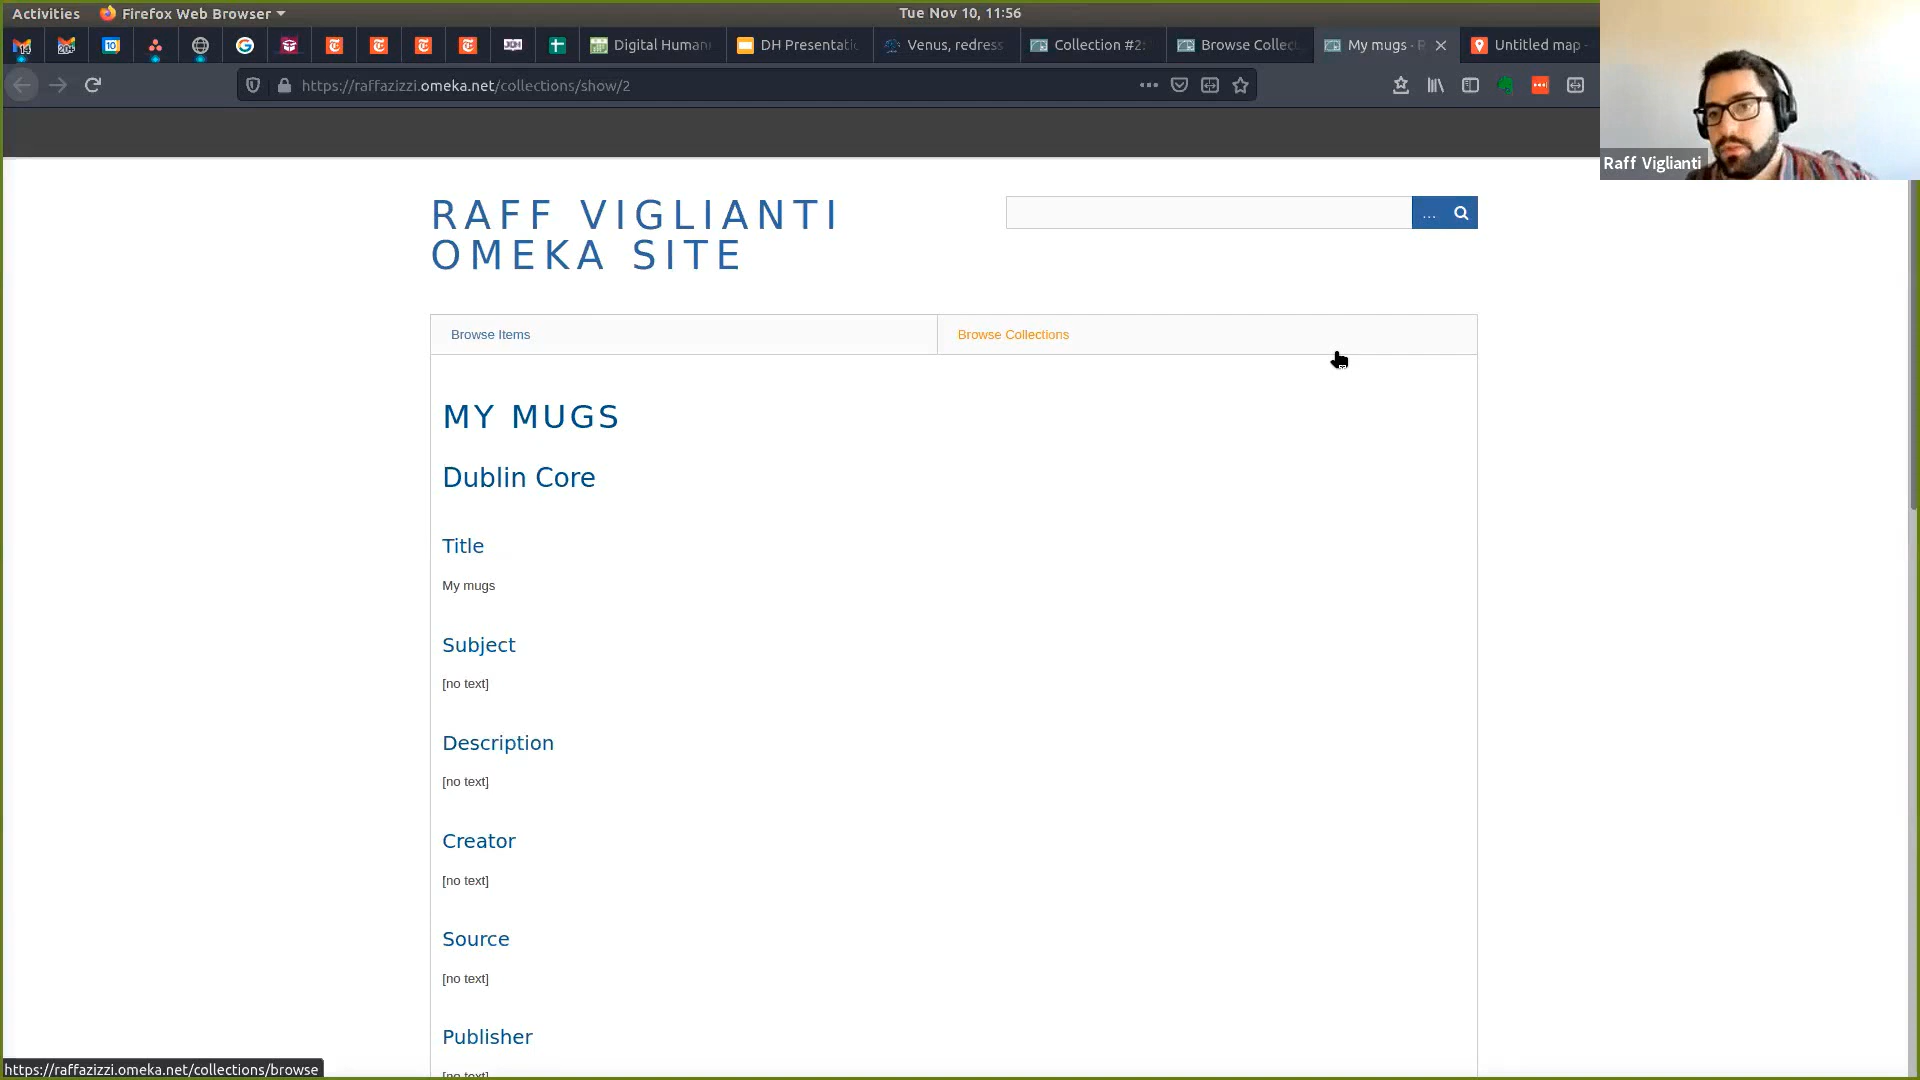 Activities
Firefox Web Browser
Tue Nov 10, 11:56
Digital Human
DH Presentatio
Venus, redress
Collection #2:
Browse Collec
My mugs · R
Untitled map -
https://raffazizzi.omeka.net/collections/show/2
Raff Viglianti
RAFF VIGLIANTI
OMEKA SITE
...
Browse Items
Browse Collections
MY MUGS
Dublin Core
Title
My mugs
Subject
[no text]
Description
[no text]
Creator
[no text]
Source
[no text]
Publisher
[no text]
https://raffazizzi.omeka.net/collections/browse